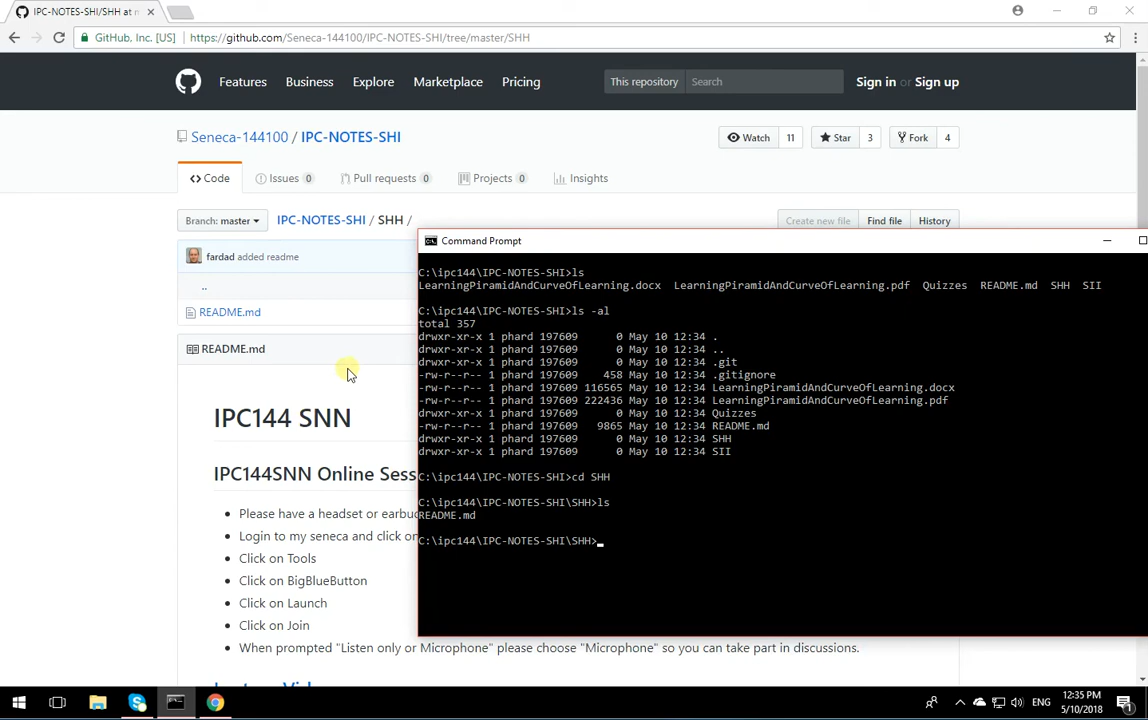 IPC-NOTES-SHI/SHH at m
GitHub, Inc. [US]
https://github.com/Seneca-144100/IPC-NOTES-SHI/tree/master/SHH
Features
Business
Explore
Marketplace
Pricing
This repository
Search
Sign in or Sign up
Seneca-144100 / IPC-NOTES-SHI
Watch 11
Star 3
Fork 4
<> Code
Issues 0
Pull requests 0
Projects 0
Insights
Branch: master
IPC-NOTES-SHI / SHH /
Create new file
Find file
History
fardad added readme
..
README.md
README.md
IPC144 SNN
IPC144SNN Online Sess
Please have a headset or earbu
Login to my seneca and click on
Click on Tools
Click on BigBlueButton
Click on Launch
Click on Join
When prompted "Listen only or Microphone" please choose "Microphone" so you can take part in discussions.
Command Prompt
C:\ipc144\IPC-NOTES-SHI>ls
LearningPiramidAndCurveOfLearning.docx LearningPiramidAndCurveOfLearning.pdf Quizzes README.md SHH SII
C:\ipc144\IPC-NOTES-SHI>ls -al
total 357
drwxr-xr-x 1 phard 197609 0 May 10 12:34 .
drwxr-xr-x 1 phard 197609 0 May 10 12:34 ..
drwxr-xr-x 1 phard 197609 0 May 10 12:34 .git
-rw-r--r-- 1 phard 197609 458 May 10 12:34 .gitignore
-rw-r--r-- 1 phard 197609 116565 May 10 12:34 LearningPiramidAndCurveOfLearning.docx
-rw-r--r-- 1 phard 197609 222436 May 10 12:34 LearningPiramidAndCurveOfLearning.pdf
drwxr-xr-x 1 phard 197609 0 May 10 12:34 Quizzes
-rw-r--r-- 1 phard 197609 9865 May 10 12:34 README.md
drwxr-xr-x 1 phard 197609 0 May 10 12:34 SHH
drwxr-xr-x 1 phard 197609 0 May 10 12:34 SII
C:\ipc144\IPC-NOTES-SHI>cd SHH
C:\ipc144\IPC-NOTES-SHI\SHH>ls
README.md
C:\ipc144\IPC-NOTES-SHI\SHH>_
ENG
12:35 PM
5/10/2018
1